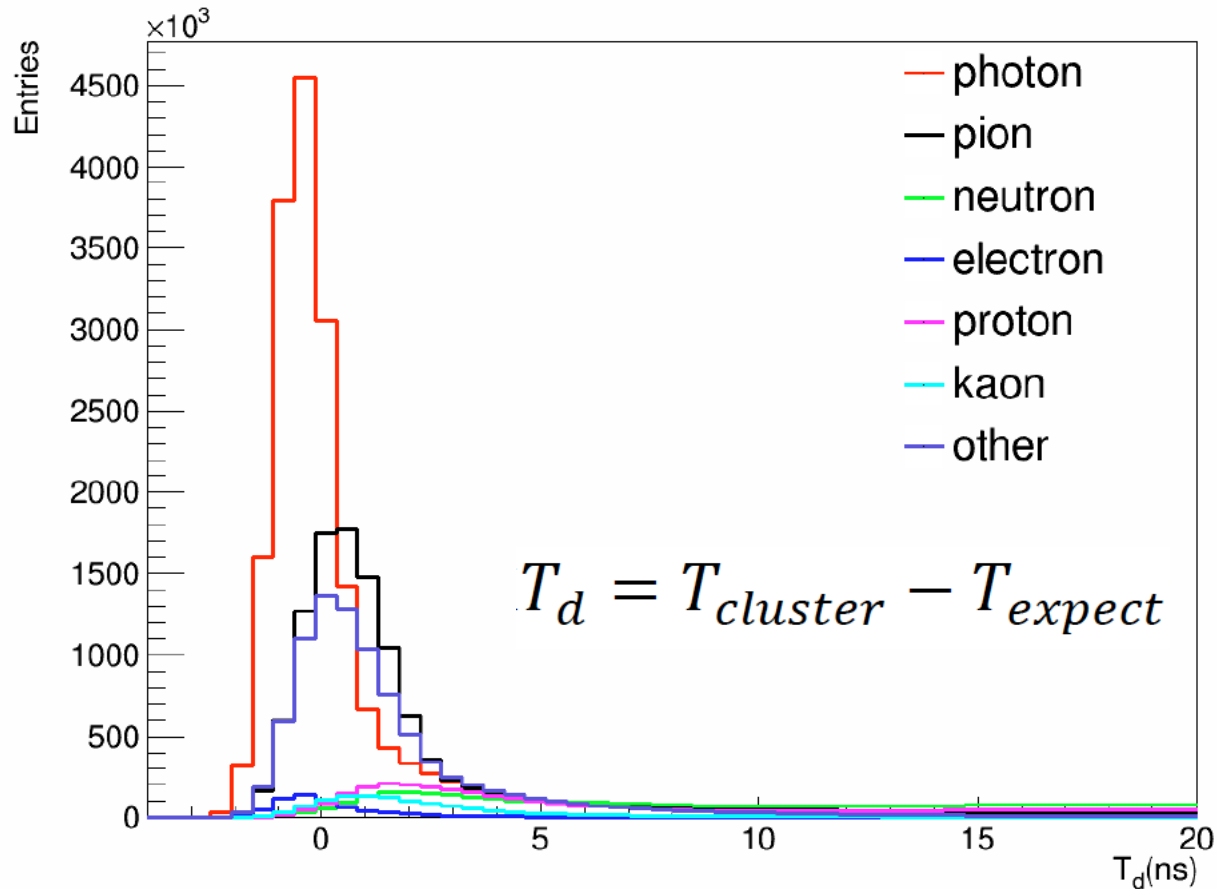 ×10³
Entries
4500
4000
3500
3000
2500
2000
1500
1000
500
0
photon
pion
neutron
electron
proton
kaon
other
T_d = T_cluster − T_expect
0 5 10 15 20
T_d(ns)